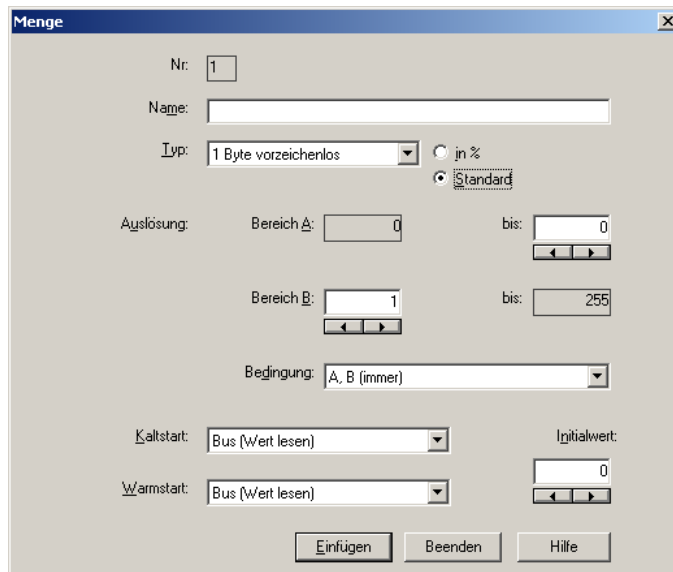 Menge
Nr: 1
Name:
Typ: 1 Byte vorzeichenlos in %
Standard
Auslösung: Bereich A: 0 bis: 0
Bereich B: 1 bis: 255
Bedingung: A, B (immer)
Kaltstart: Bus (Wert lesen) Initialwert:
0
Warmstart: Bus (Wert lesen)
Einfügen Beenden Hilfe